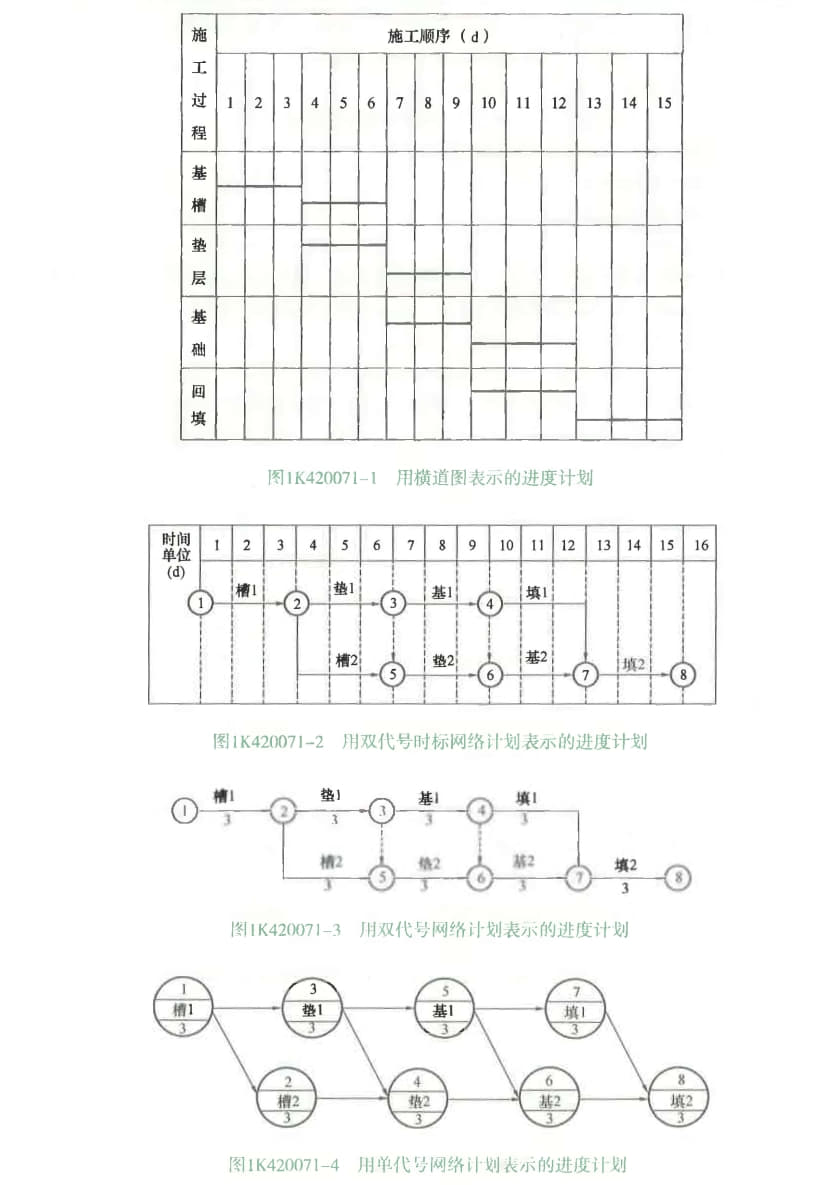 施工过程
施工顺序（d）
1 2 3 4 5 6 7 8 9 10 11 12 13 14 15
基槽
垫层
基础
回填
图1K420071-1 用横道图表示的进度计划
时间单位(d)
1 2 3 4 5 6 7 8 9 10 11 12 13 14 15 16
槽1 垫1 基1 填1
1 2 3 4
槽2 垫2 基2 填2
5 6 7 8
图1K420071-2 用双代号时标网络计划表示的进度计划
槽1 垫1 基1 填1
1 2 3 4
3 3 3 3
槽2 垫2 基2 填2
5 6 7 8
3 3 3 3
图1K420071-3 用双代号网络计划表示的进度计划
1 3 5 7
槽1 垫1 基1 填1
3 3 3 3
2 4 6 8
槽2 垫2 基2 填2
3 3 3 3
图1K420071-4 用单代号网络计划表示的进度计划